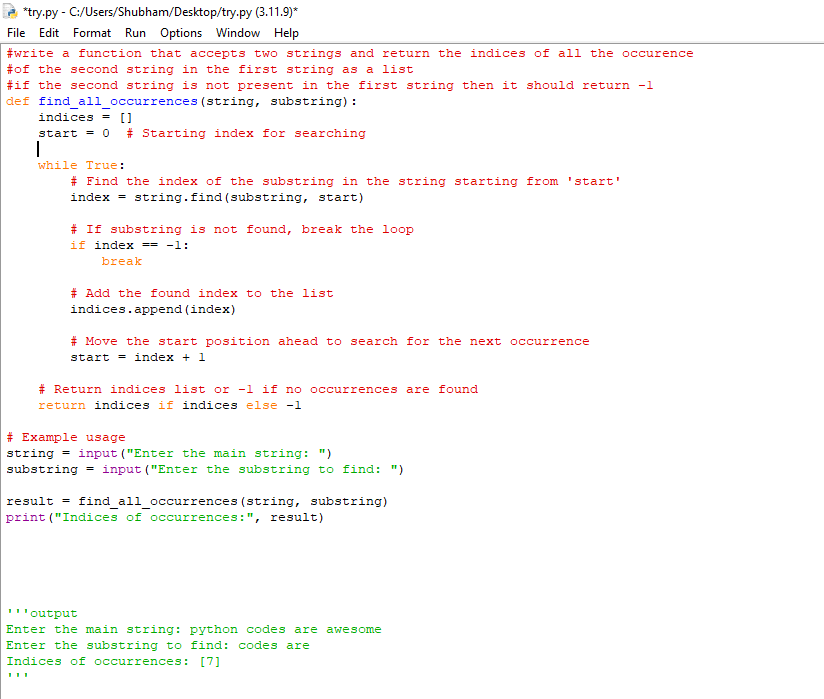 *try.py - C:/Users/Shubham/Desktop/try.py (3.11.9)*
File Edit Format Run Options Window Help
#write a function that accepts two strings and return the indices of all the occurence
#of the second string in the first string as a list
#if the second string is not present in the first string then it should return -1
def find_all_occurrences(string, substring):
    indices = []
    start = 0  # Starting index for searching
    while True:
        # Find the index of the substring in the string starting from 'start'
        index = string.find(substring, start)
        # If substring is not found, break the loop
        if index == -1:
            break
        # Add the found index to the list
        indices.append(index)
        # Move the start position ahead to search for the next occurrence
        start = index + 1
    # Return indices list or -1 if no occurrences are found
    return indices if indices else -1
# Example usage
string = input("Enter the main string: ")
substring = input("Enter the substring to find: ")
result = find_all_occurrences(string, substring)
print("Indices of occurrences:", result)
'''output
Enter the main string: python codes are awesome
Enter the substring to find: codes are
Indices of occurrences: [7]
'''